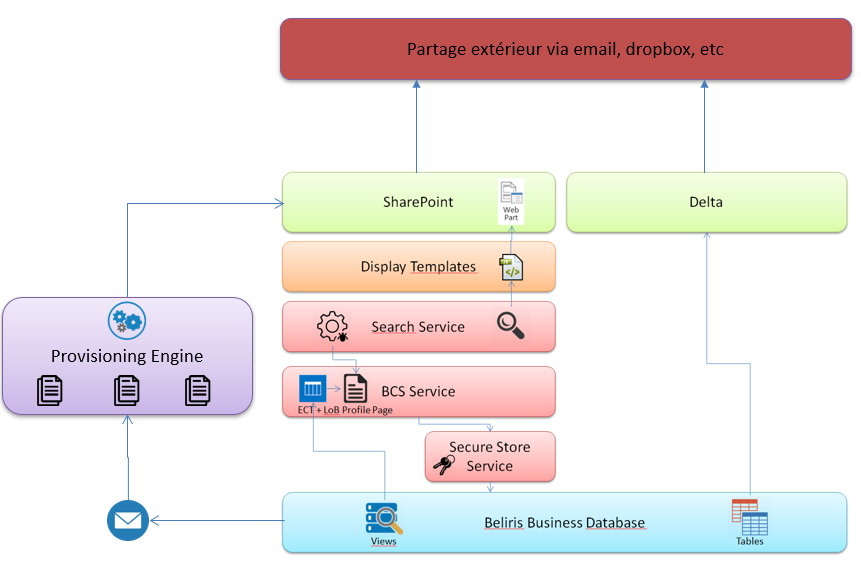 Partage extérieur via email, dropbox, etc
SharePoint
Web
Part
Delta
Display Templates
Search Service
Provisioning Engine
BCS Service
ECT + LoB Profile Page
Secure Store
Service
Beliris Business Database
Views
Tables